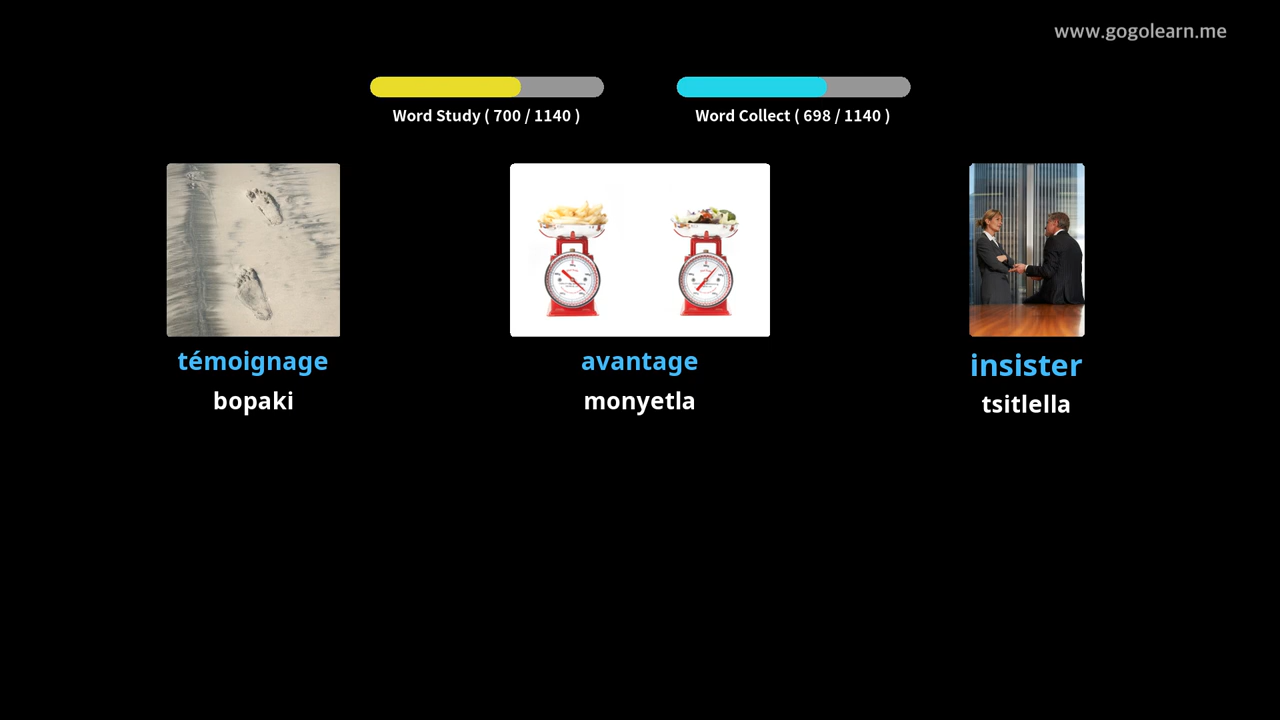 www.gogolearn.me
Word Study ( 700 / 1140 )
Word Collect ( 698 / 1140 )
témoignage
bopaki
avantage
monyetla
insister
tsitlella